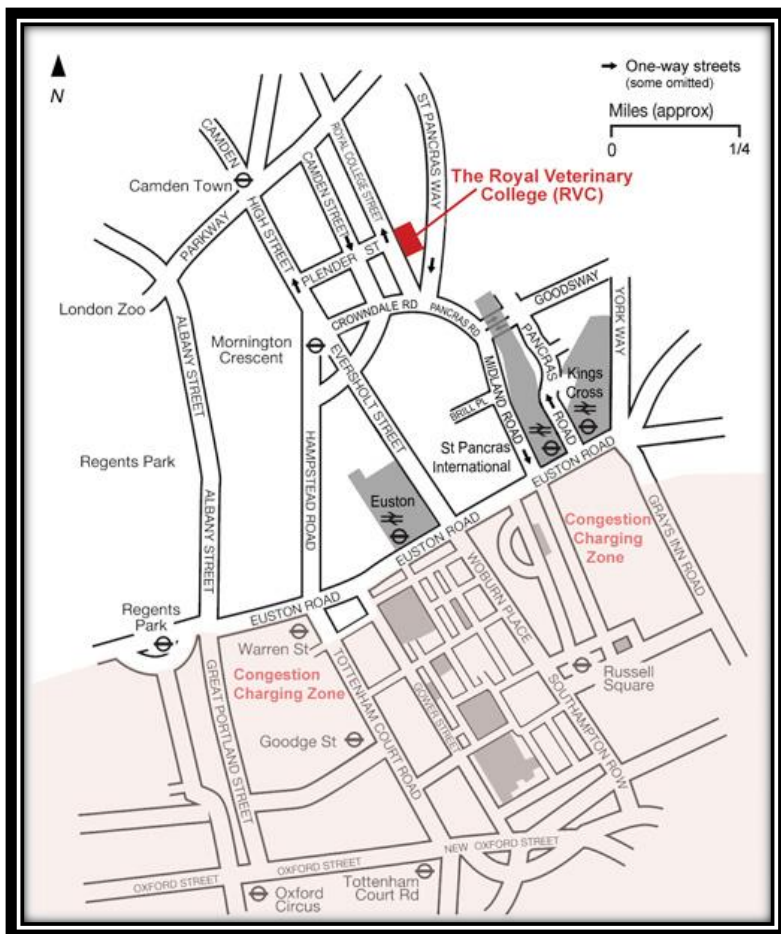 N
One-way streets
(some omitted)
Miles (approx)
0 1/4
CAMDEN
HIGH STREET
Camden Town
PARKWAY
ROYAL COLLEGE STREET
CAMDEN STREET
ST PANCRAS WAY
The Royal Veterinary
College (RVC)
PLENDER ST.
London Zoo
ALBANY STREET
CROWNDALE RD
PANCRAS RD
GOODSWAY
YORK WAY
Mornington
Crescent
EVERSHOLT STREET
MIDLAND ROAD
PANCRAS ROAD
Kings
Cross
BRILL PL
St Pancras
International
Regents Park
HAMPSTEAD ROAD
Euston
EUSTON ROAD
ALBANY STREET
EUSTON ROAD
Congestion
Charging
Zone
GRAYS INN ROAD
Regents
Park
EUSTON ROAD
WOBURN PLACE
Warren St
Congestion
Charging Zone
TOTTENHAM COURT ROAD
GOWER STREET
Russell
Square
GREAT PORTLAND STREET
Goodge St
SOUTHAMPTON ROW
NEW OXFORD STREET
OXFORD STREET
OXFORD STREET
Oxford
Circus
Tottenham
Court Rd